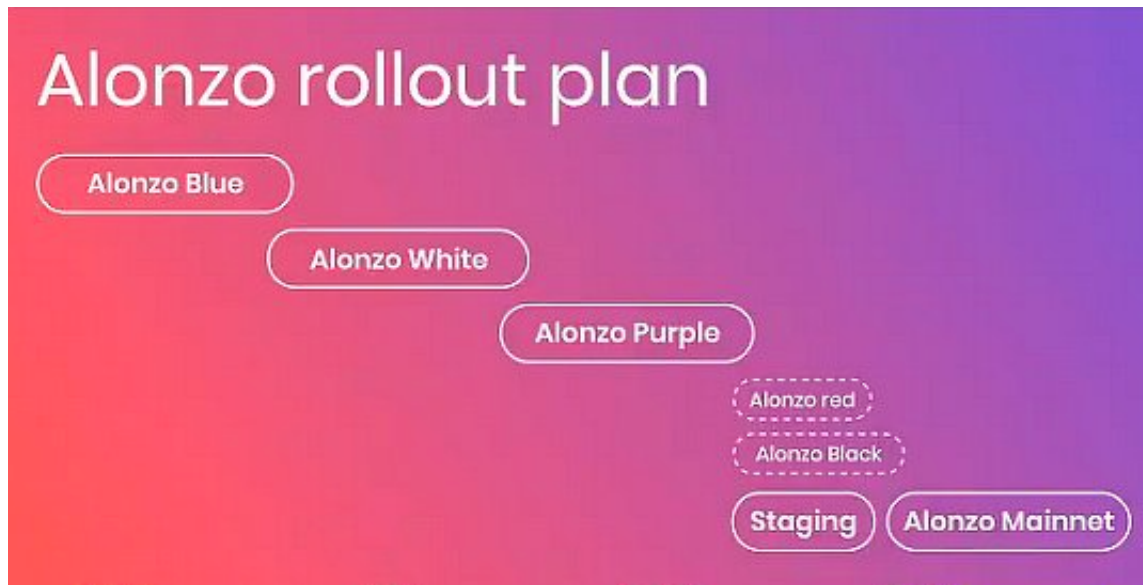 Alonzo rollout plan
Alonzo Blue
Alonzo White
Alonzo Purple
Alonzo red
Alonzo Black
Staging Alonzo Mainnet